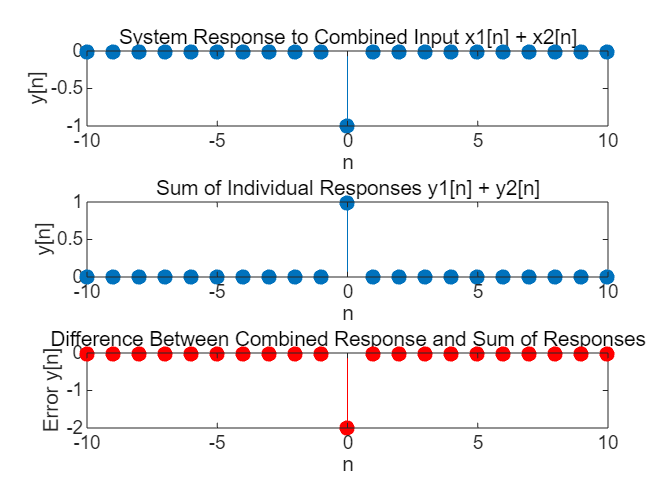 System Response to Combined Input x1[n] + x2[n]
0
-0.5
-1
y[n]
-10 -5 0 5 10
n
Sum of Individual Responses y1[n] + y2[n]
1
0.5
0
y[n]
-10 -5 0 5 10
n
Difference Between Combined Response and Sum of Responses
0
-1
-2
Error y[n]
-10 -5 0 5 10
n